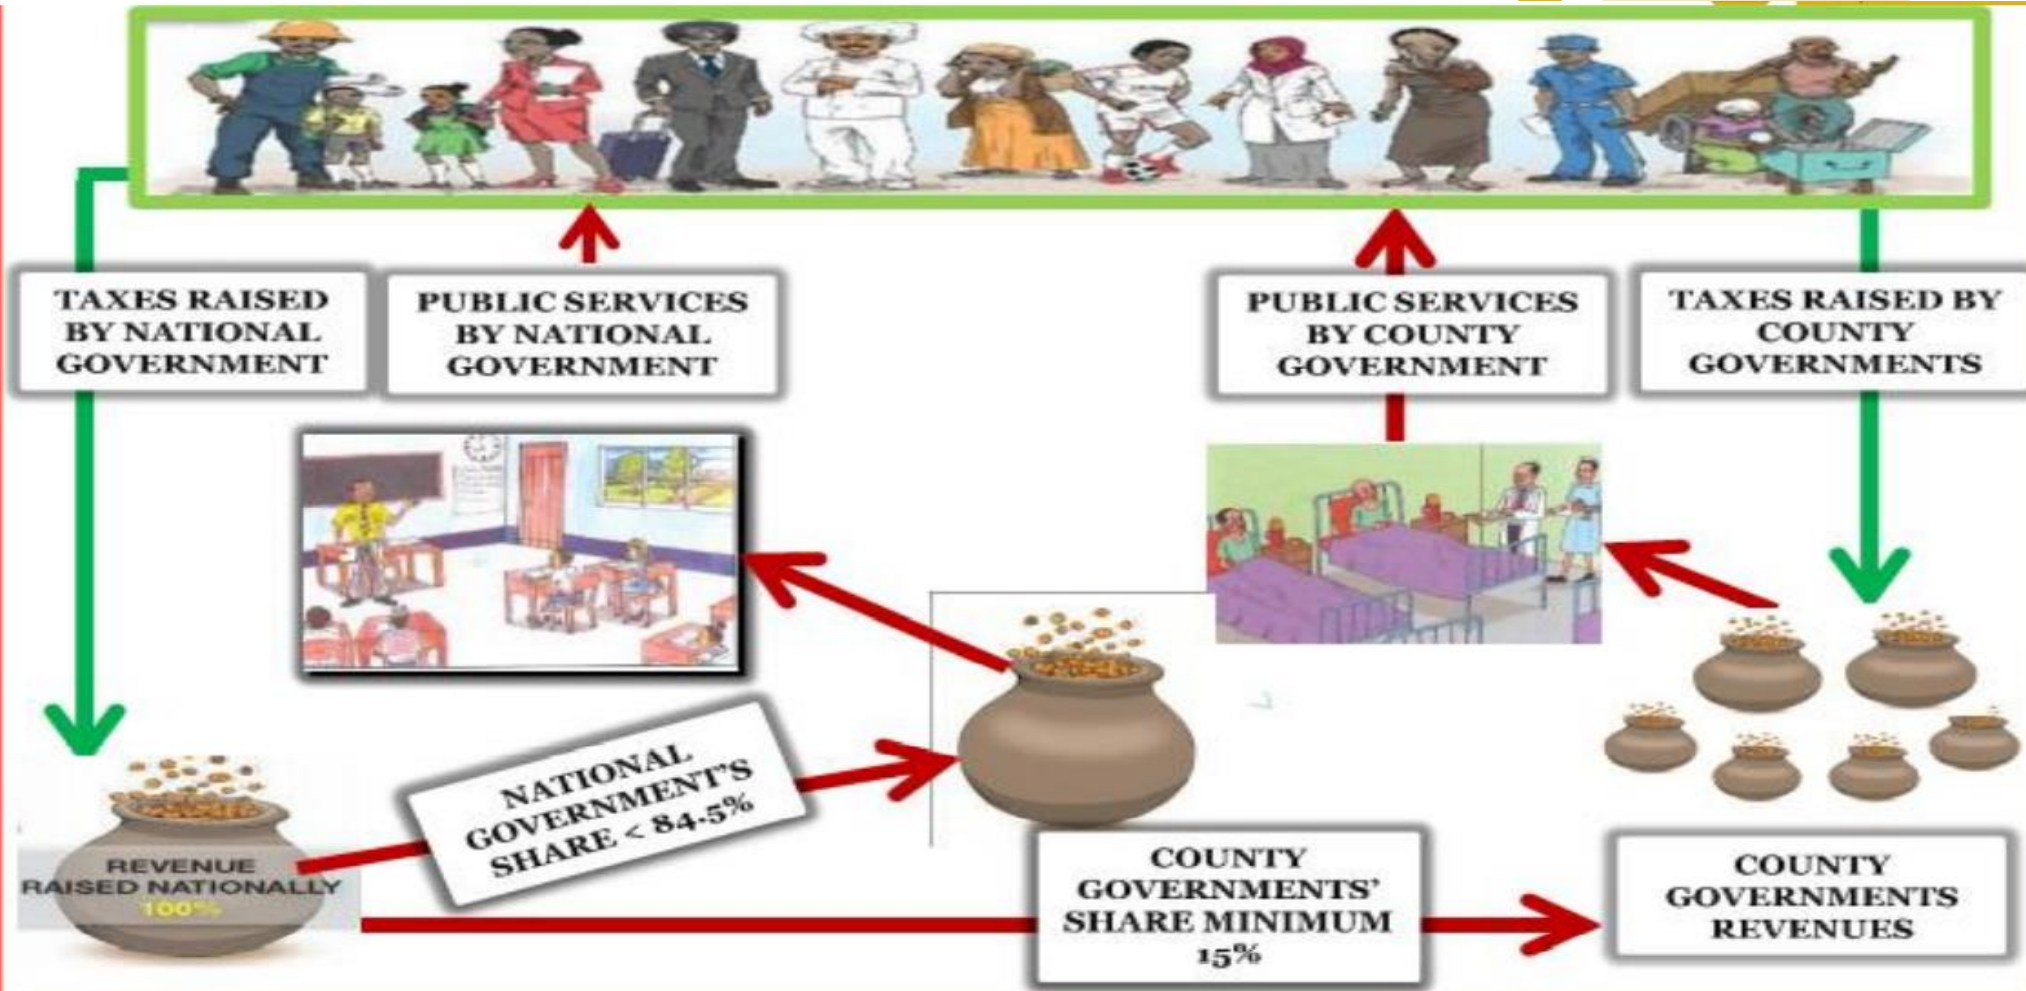 TAXES RAISED
BY NATIONAL
GOVERNMENT
PUBLIC SERVICES
BY NATIONAL
GOVERNMENT
PUBLIC SERVICES
BY COUNTY
GOVERNMENT
TAXES RAISED BY
COUNTY
GOVERNMENTS
NATIONAL
GOVERNMENT'S
SHARE < 84.5%
REVENUE
RAISED NATIONALLY
100%
COUNTY
GOVERNMENTS'
SHARE MINIMUM
15%
COUNTY
GOVERNMENTS
REVENUES